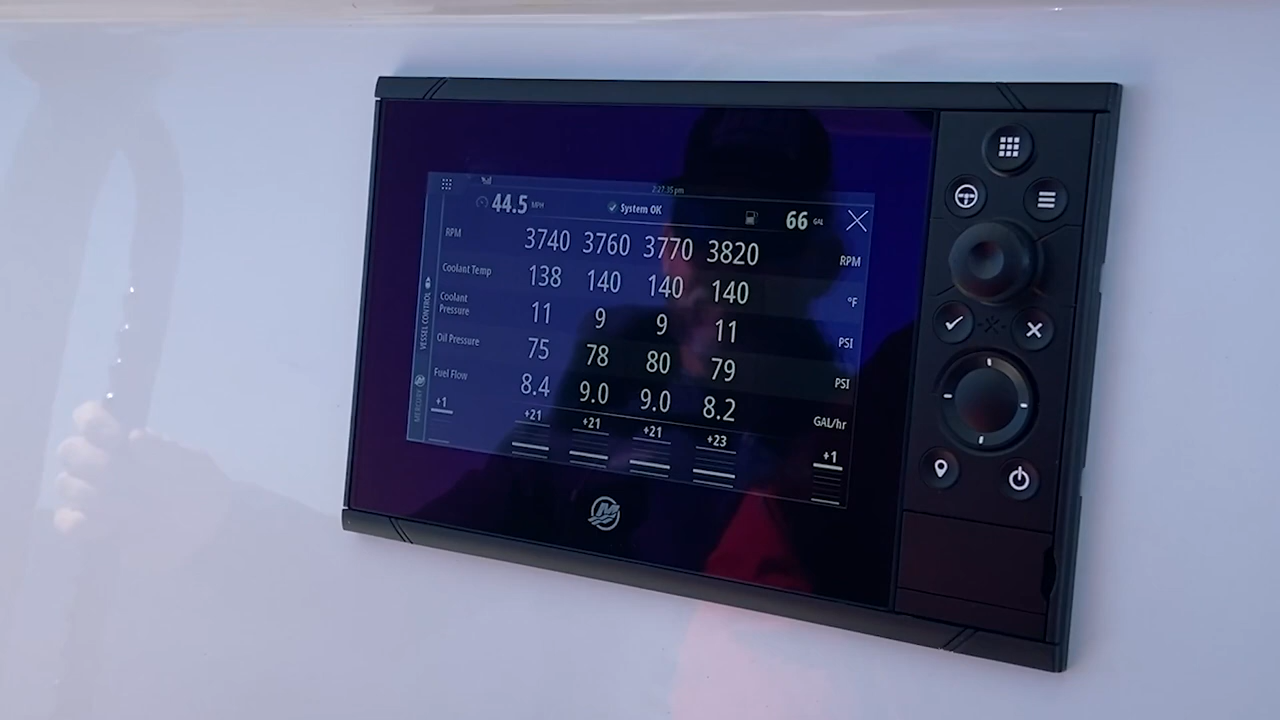 2:27:35 pm
44.5 MPH System OK 66 GAL
RPM 3740 3760 3770 3820 RPM
Coolant Temp 138 140 140 140 °F
Coolant Pressure 11 9 9 11 PSI
Oil Pressure 75 78 80 79 PSI
Fuel Flow 8.4 9.0 9.0 8.2 GAL/hr
+1 +21 +21 +21 +23 +1
MERCURY VESSEL CONTROL